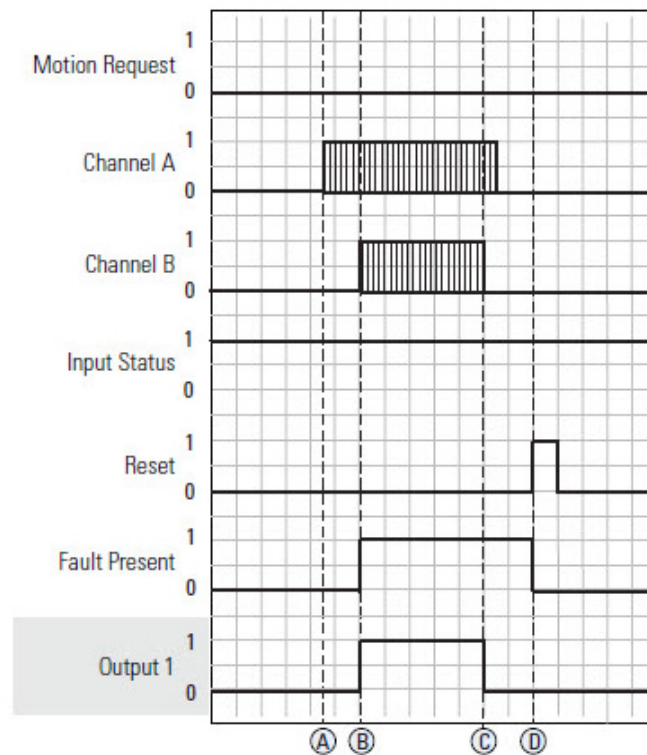 1
Motion Request
0
1
Channel A
0
1
Channel B
0
1
Input Status
0
1
Reset
0
1
Fault Present
0
1
Output 1
0
A B C D